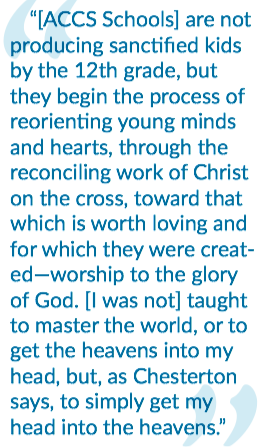 “[ACCS Schools] are not
producing sanctified kids
by the 12th grade, but
they begin the process of
reorienting young minds
and hearts, through the
reconciling work of Christ
on the cross, toward that
which is worth loving and
for which they were creat-
ed—worship to the glory
of God. [I was not] taught
to master the world, or to
get the heavens into my
head, but, as Chesterton
says, to simply get my
head into the heavens.”